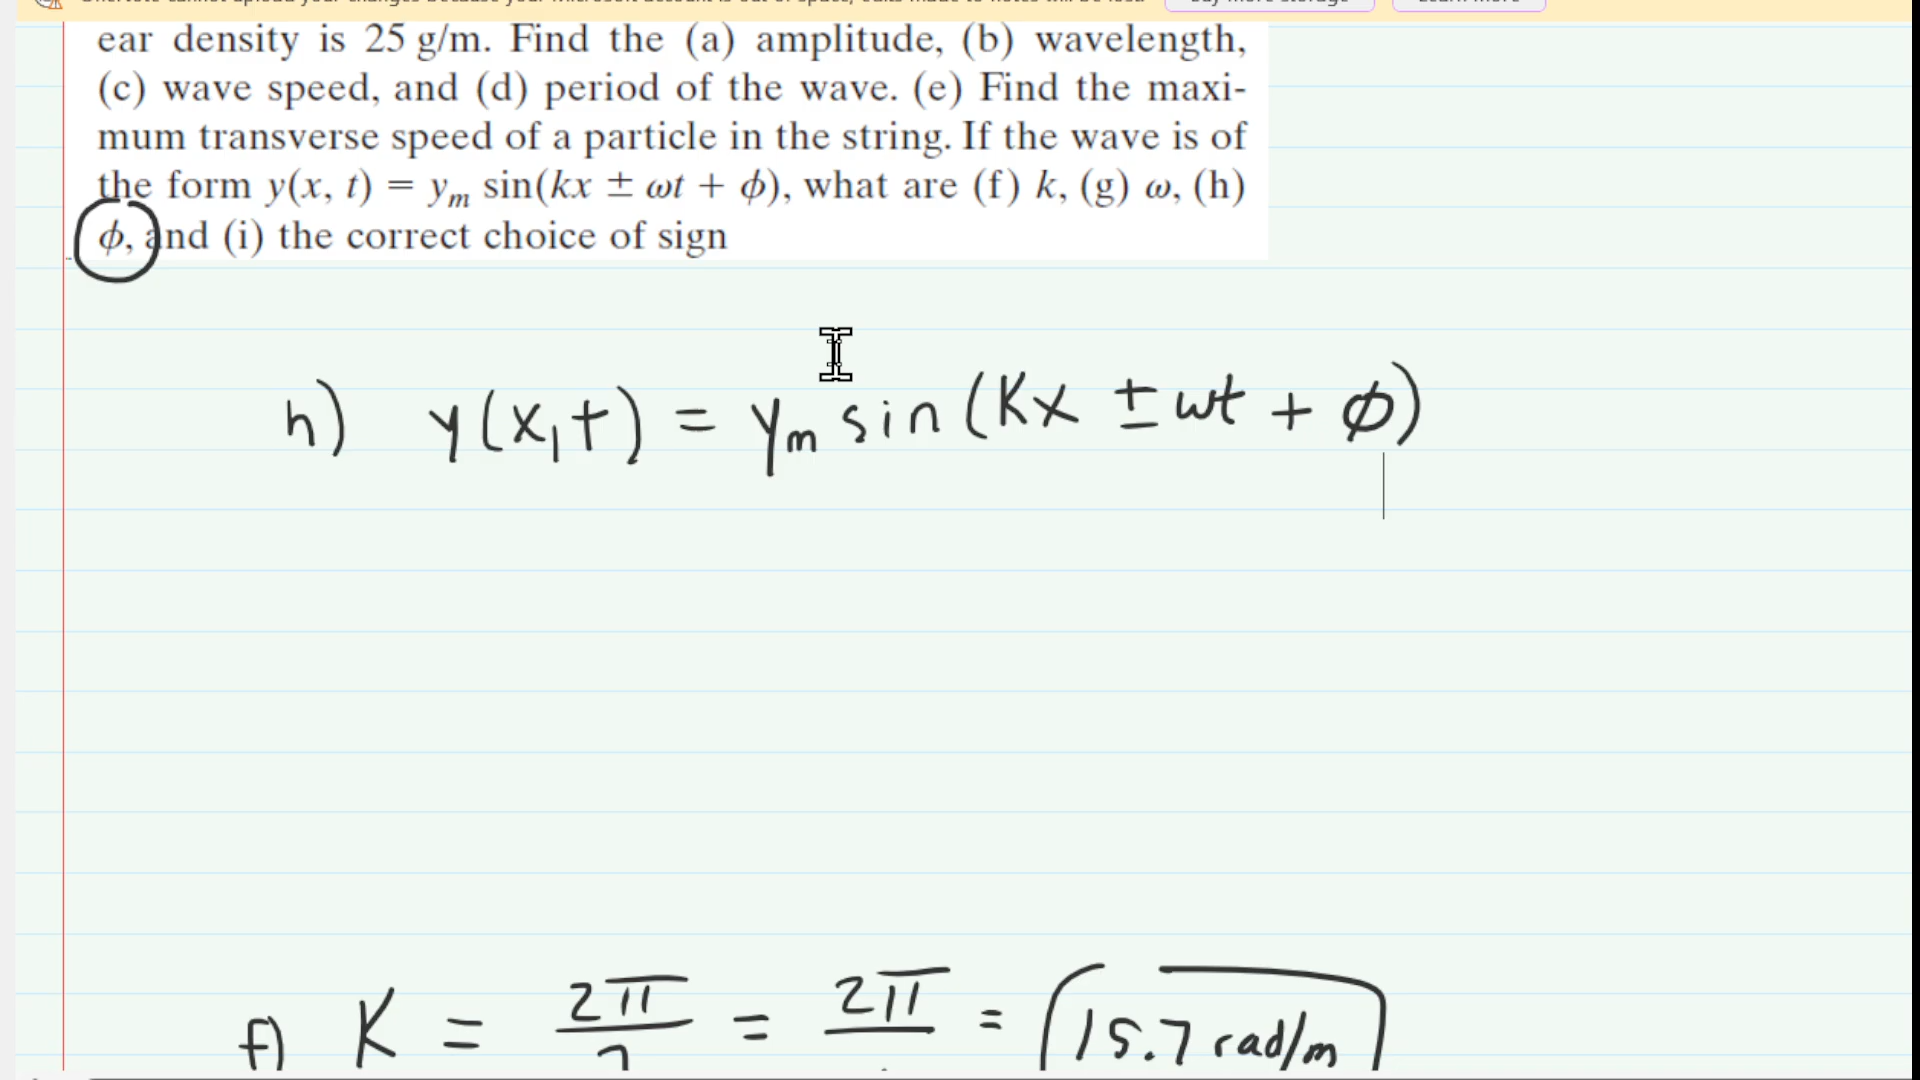 ear density is 25 g/m. Find the (a) amplitude, (b) wavelength,
(c) wave speed, and (d) period of the wave. (e) Find the maxi-
mum transverse speed of a particle in the string. If the wave is of
the form y(x, t) = yₘ sin(kx ± ωt + ϕ), what are (f) k, (g) ω, (h)
ϕ, and (i) the correct choice of sign
h) y(x,t) = yₘ sin(Kx ± ωt + ϕ)
f) K = 2π = 2π = 15.7 rad/m